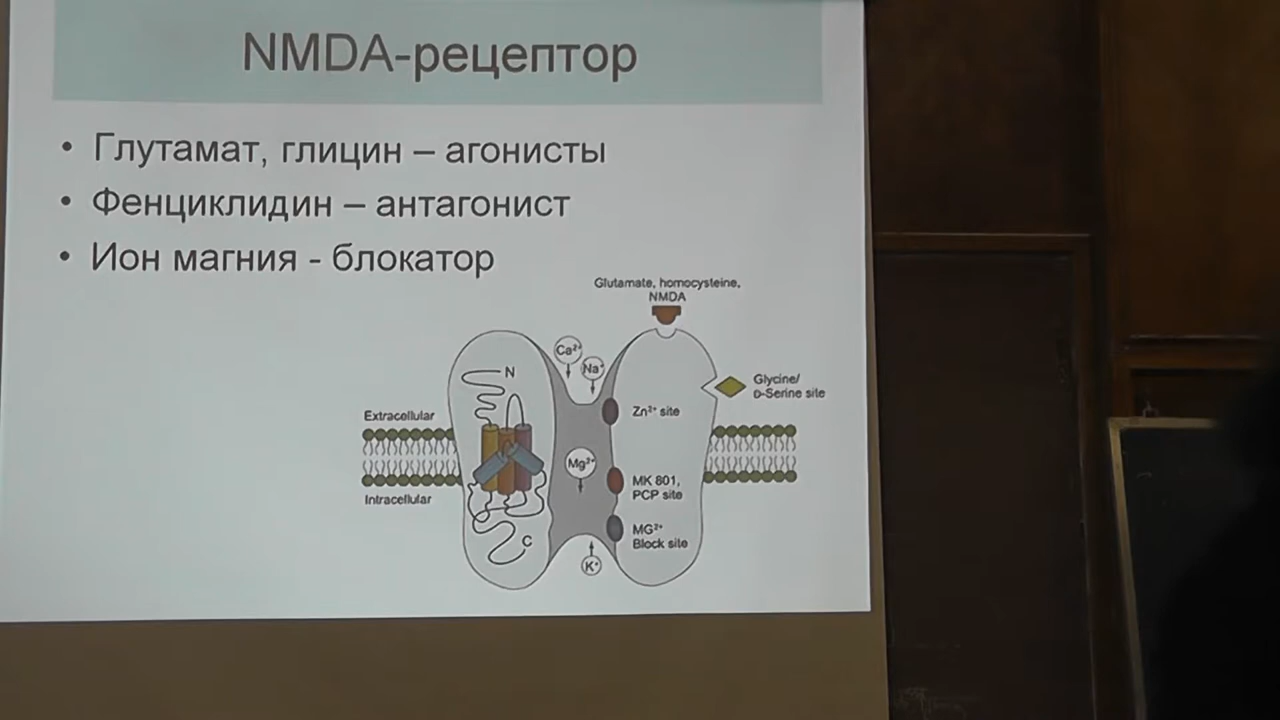 NMDA-рецептор
• Глутамат, глицин – агонисты
• Фенциклидин – антагонист
• Ион магния - блокатор
Glutamate, homocysteine,
NMDA
Ca²⁺
Na⁺
N
Glycine/
D-Serine site
Zn²⁺ site
Extracellular
Mg²⁺
MK 801,
PCP site
Intracellular
MG²⁺
Block site
C
K⁺